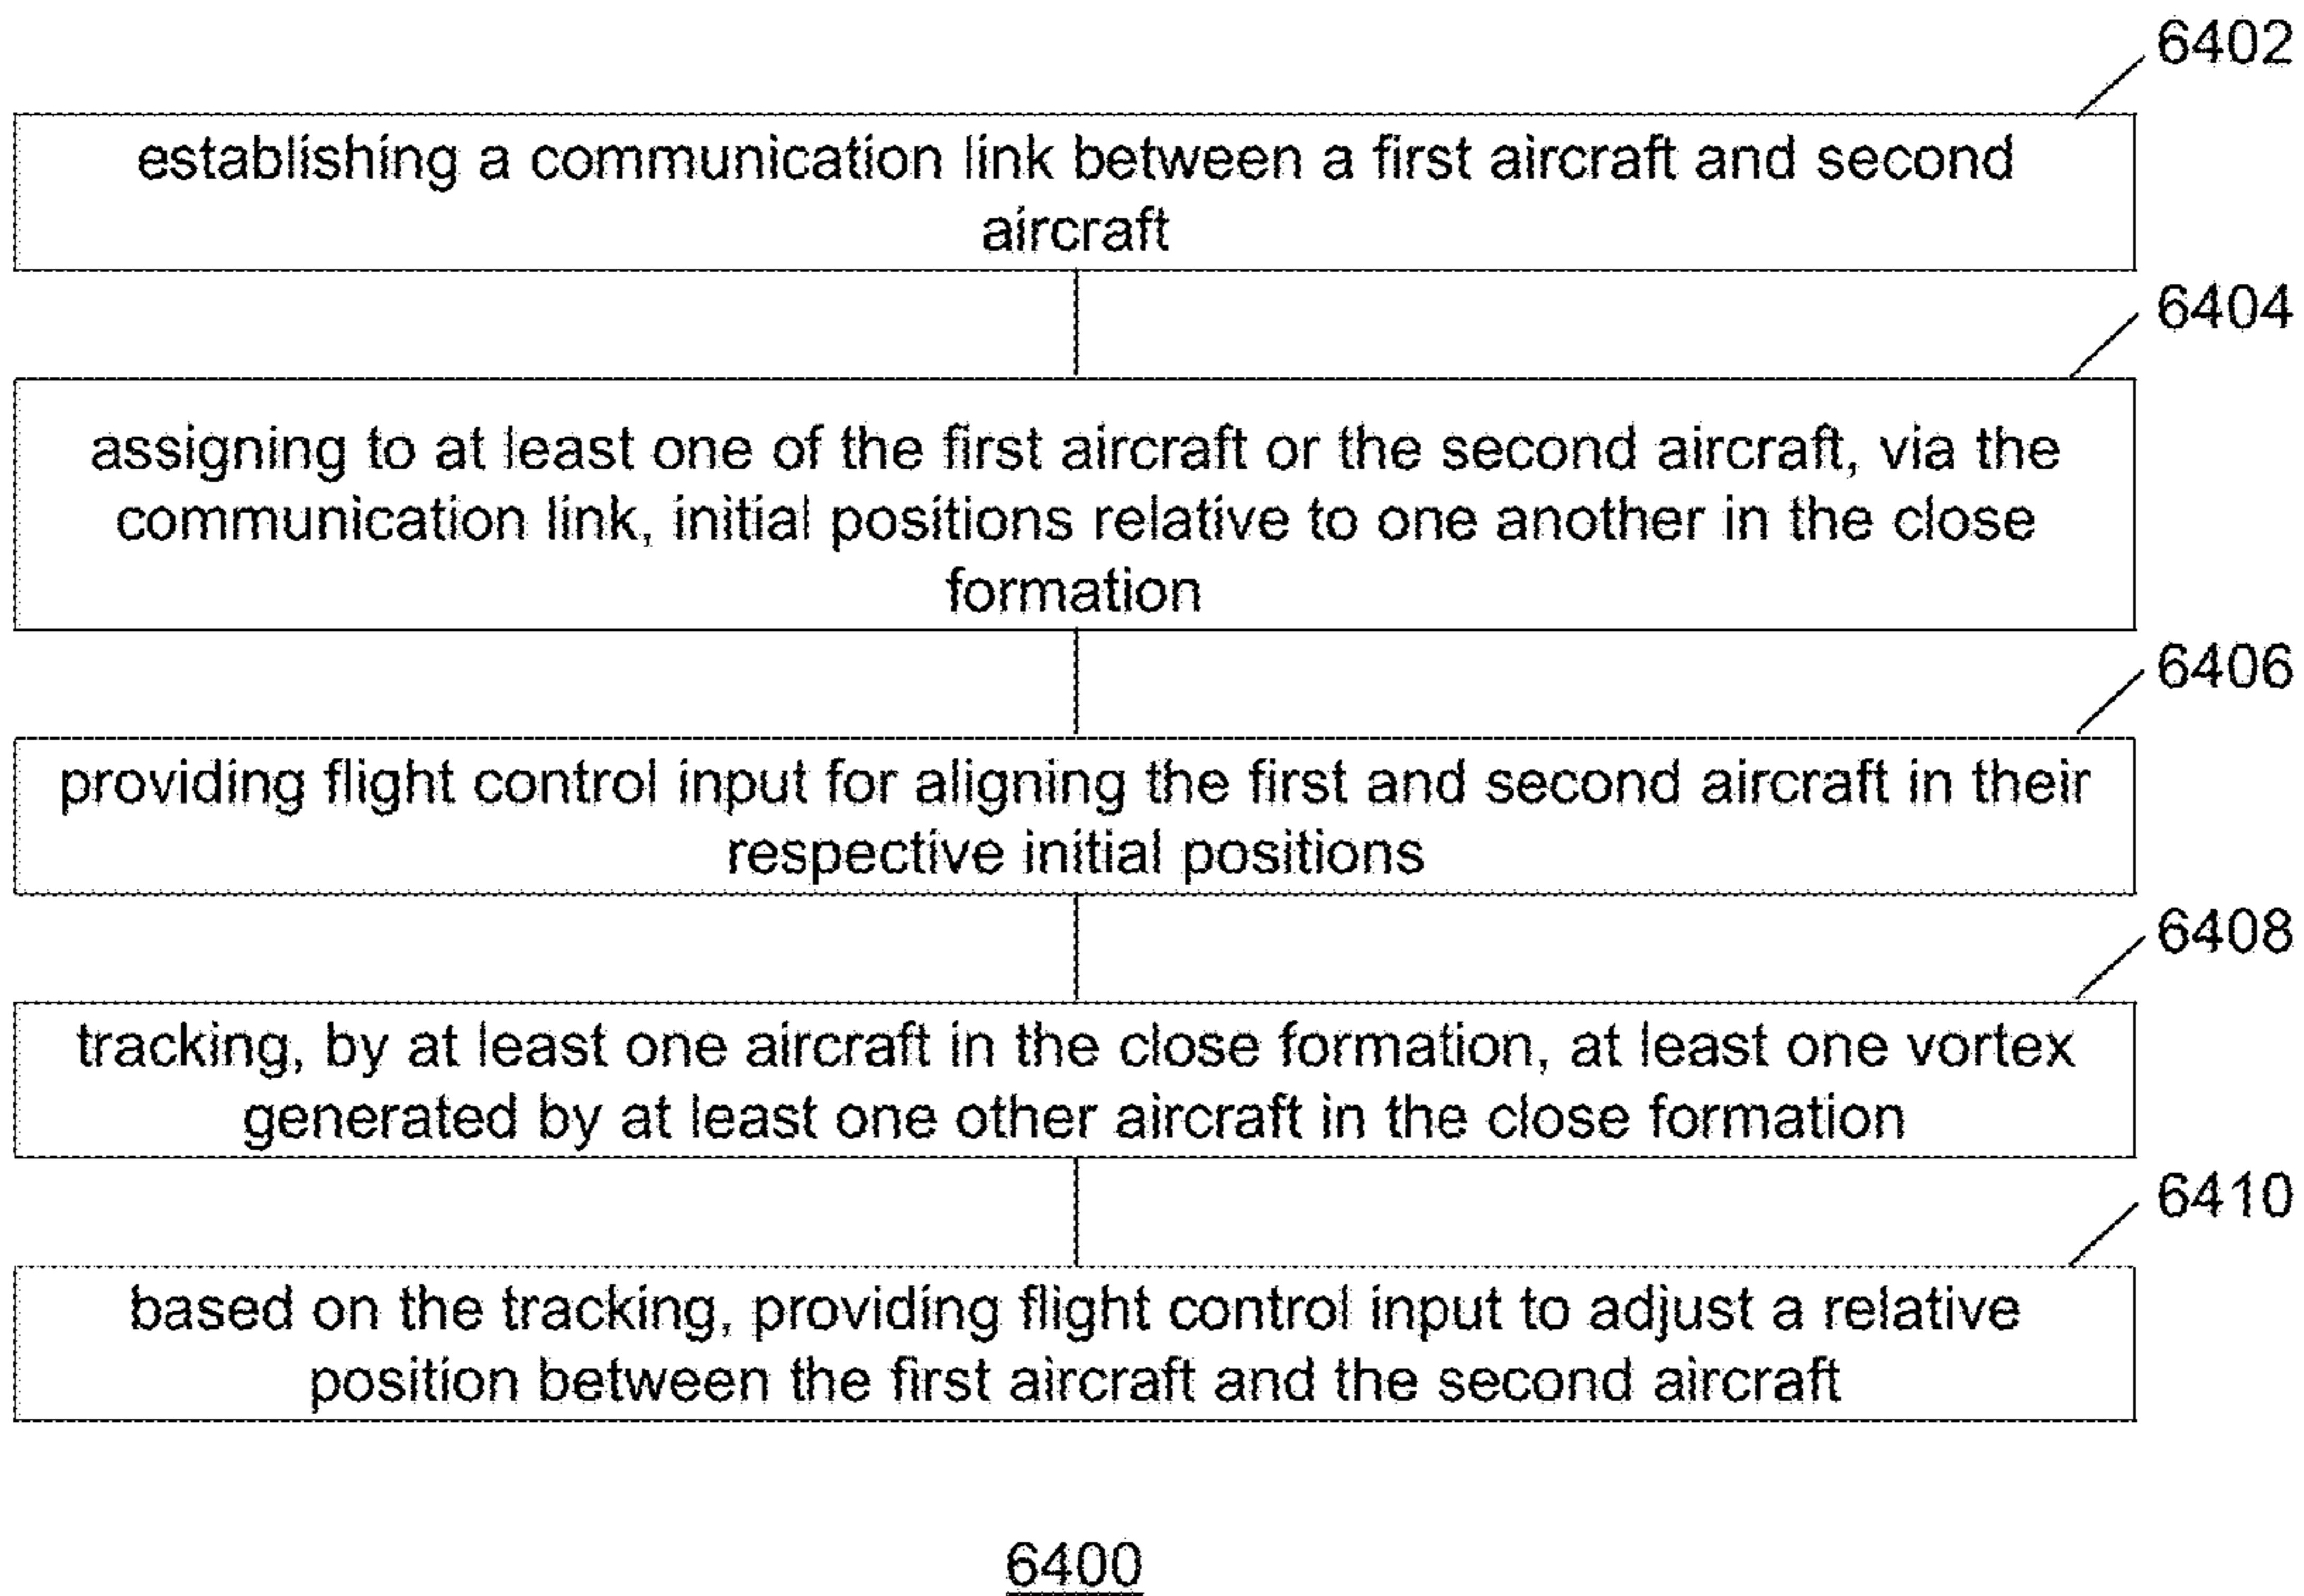 6402
establishing a communication link between a first aircraft and second
aircraft
6404
assigning to at least one of the first aircraft or the second aircraft, via the
communication link, initial positions relative to one another in the close
formation
6406
providing flight control input for aligning the first and second aircraft in their
respective initial positions
6408
tracking, by at least one aircraft in the close formation, at least one vortex
generated by at least one other aircraft in the close formation
6410
based on the tracking, providing flight control input to adjust a relative
position between the first aircraft and the second aircraft
6400